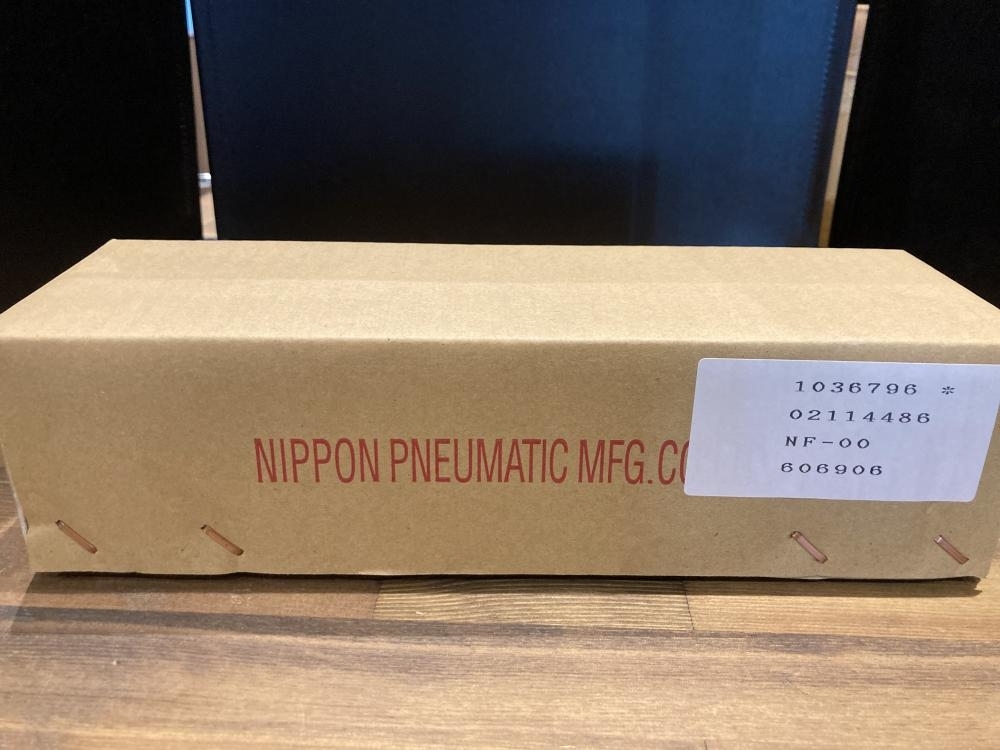 NIPPON PNEUMATIC MFG.CO
1036796 *
02114486
NF-00
606906